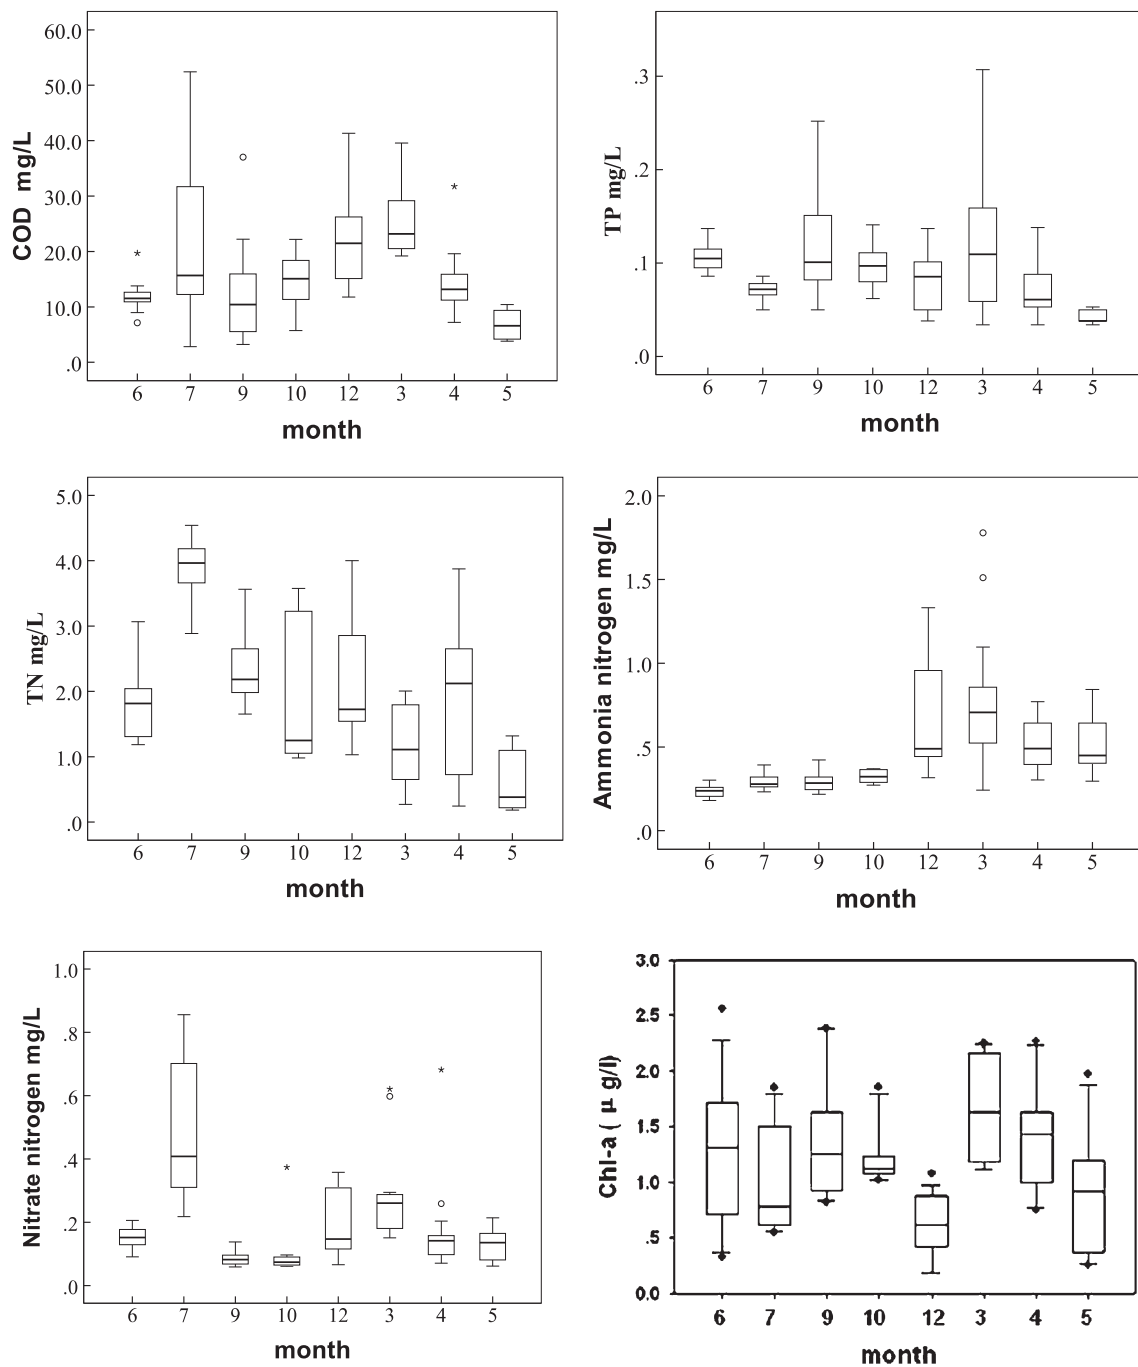 COD mg/L
60.0
50.0
40.0
30.0
20.0
10.0
.0
6 7 9 10 12 3 4 5
month
TP mg/L
.3
.2
.1
.0
6 7 9 10 12 3 4 5
month
TN mg/L
5.0
4.0
3.0
2.0
1.0
.0
6 7 9 10 12 3 4 5
month
Ammonia nitrogen mg/L
2.0
1.5
1.0
.5
.0
6 7 9 10 12 3 4 5
month
Nitrate nitrogen mg/L
1.0
.8
.6
.4
.2
.0
6 7 9 10 12 3 4 5
month
Chl-a ( μ g/l)
3.0
2.5
2.0
1.5
1.0
.5
0.0
6 7 9 10 12 3 4 5
month